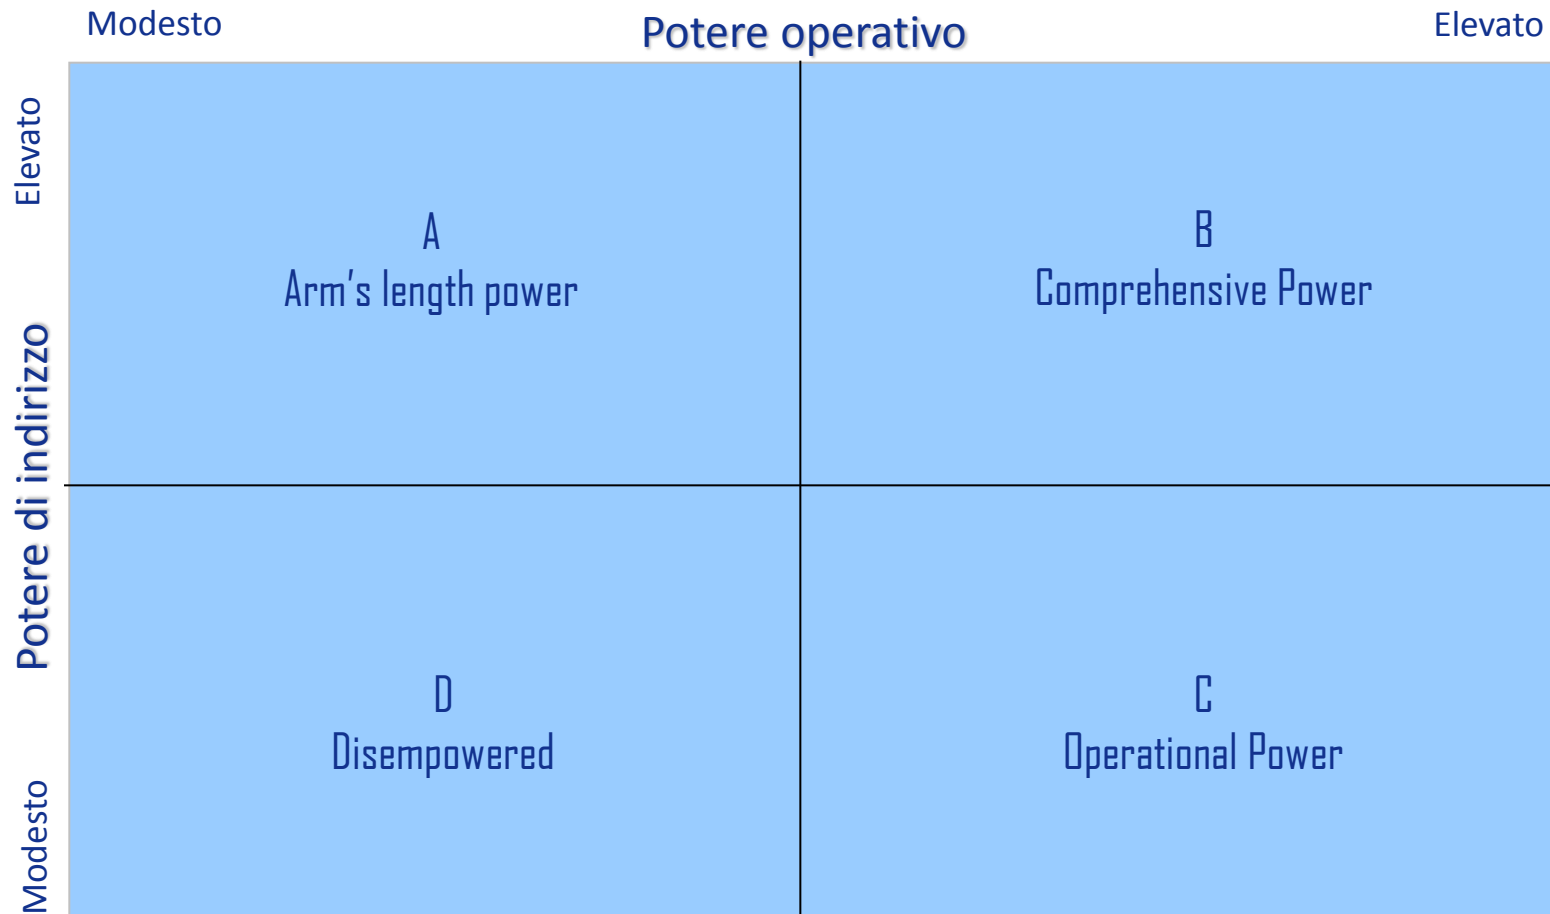 Modesto
Potere operativo
Elevato
Elevato
Potere di indirizzo
Modesto
A
Arm's length power
B
Comprehensive Power
D
Disempowered
C
Operational Power